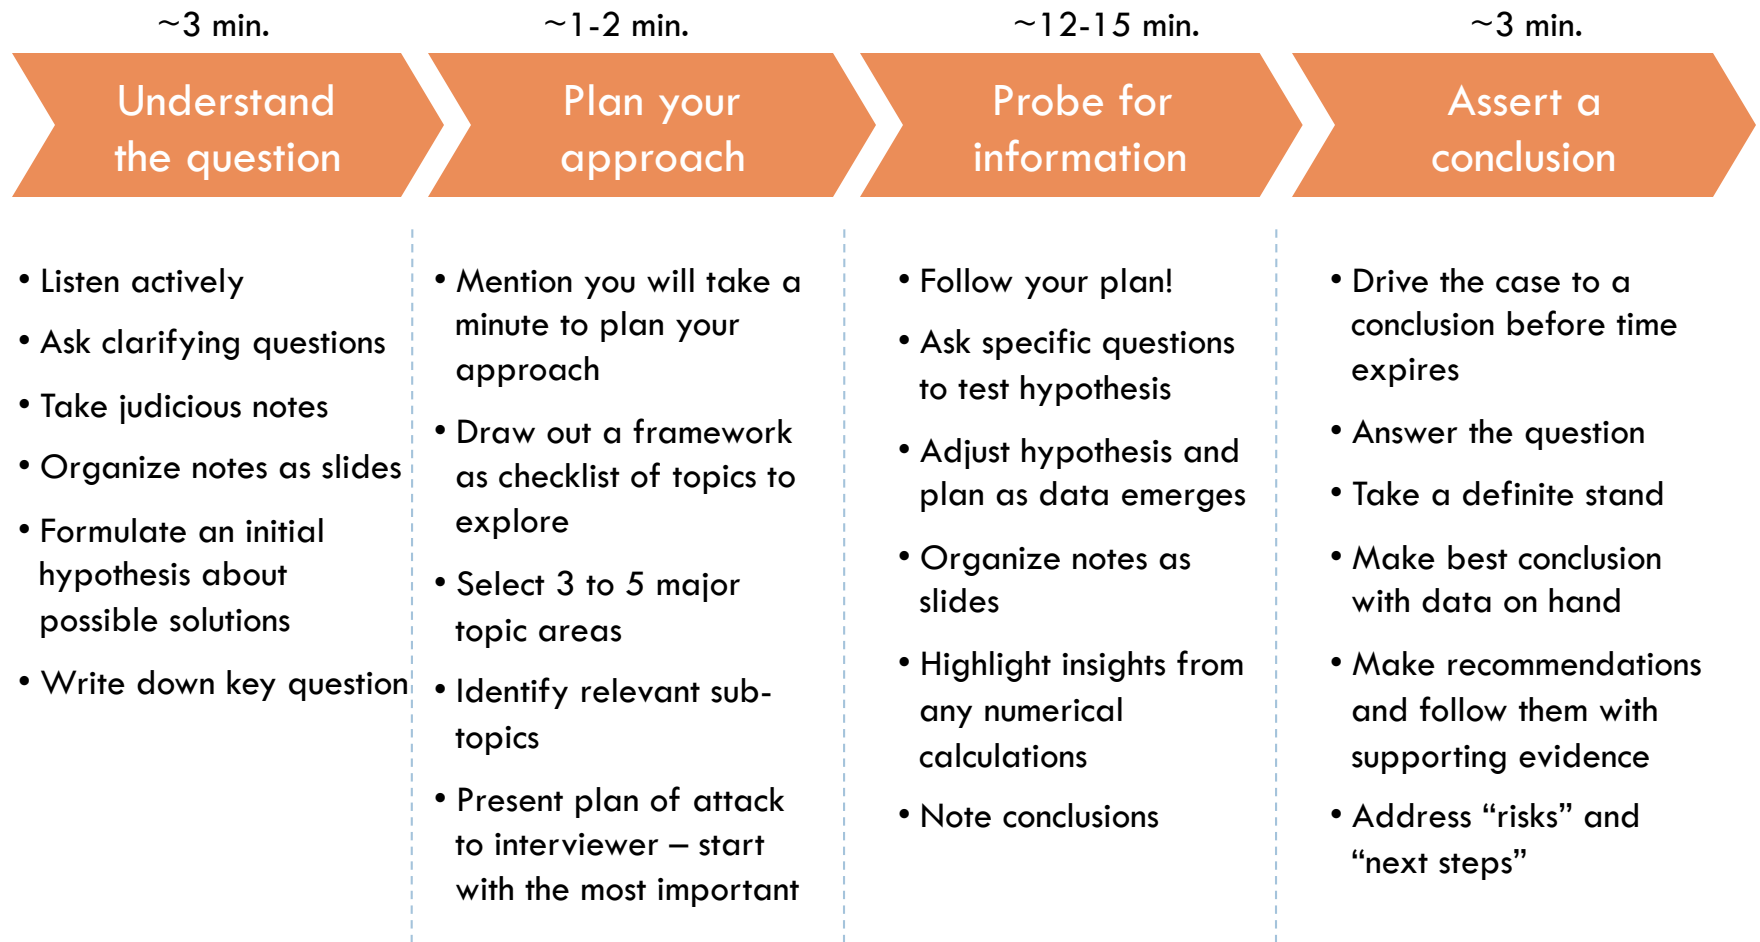 ~3 min.
Understand
the question
• Listen actively
• Ask clarifying questions
• Take judicious notes
• Organize notes as slides
• Formulate an initial
hypothesis about
possible solutions
• Write down key question
~1-2 min.
Plan your
approach
• Mention you will take a
minute to plan your
approach
• Draw out a framework
as checklist of topics to
explore
• Select 3 to 5 major
topic areas
• Identify relevant sub-
topics
• Present plan of attack
to interviewer – start
with the most important
~12-15 min.
Probe for
information
• Follow your plan!
• Ask specific questions
to test hypothesis
• Adjust hypothesis and
plan as data emerges
• Organize notes as
slides
• Highlight insights from
any numerical
calculations
• Note conclusions
~3 min.
Assert a
conclusion
• Drive the case to a
conclusion before time
expires
• Answer the question
• Take a definite stand
• Make best conclusion
with data on hand
• Make recommendations
and follow them with
supporting evidence
• Address “risks” and
“next steps”